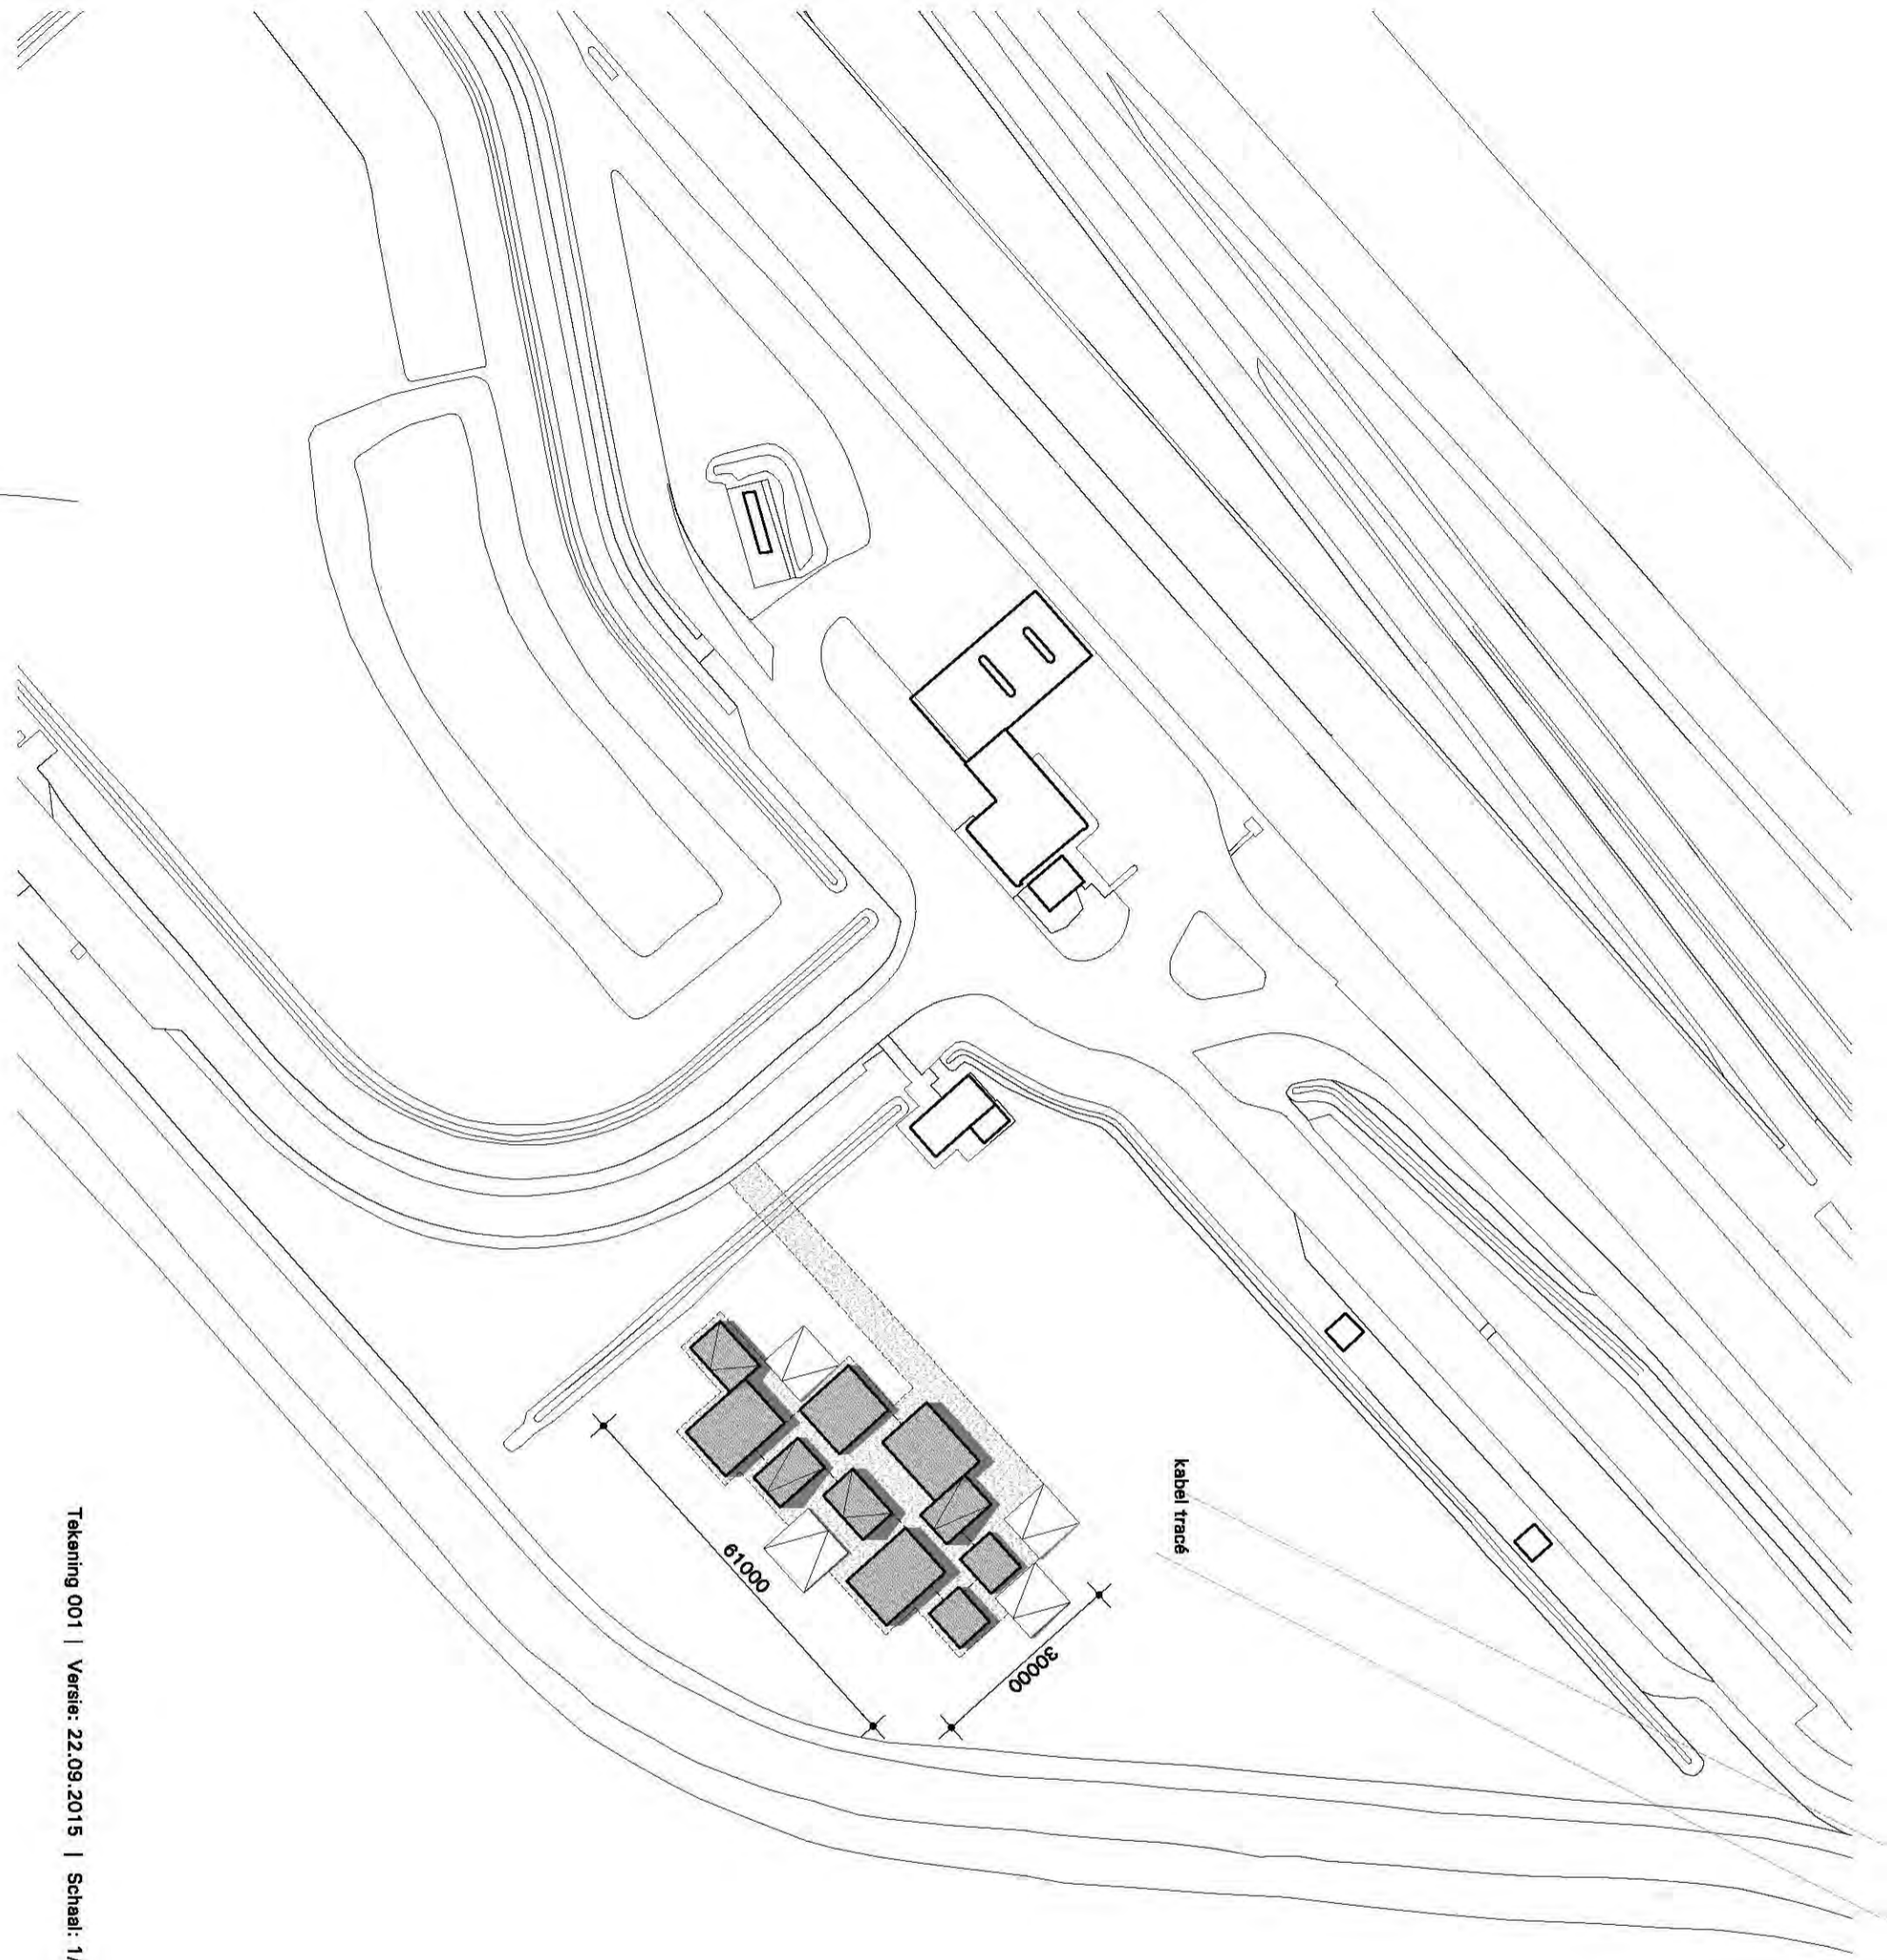 kabel tracé
61000
30000
Tekening 001 | Versie: 22.09.2015 | Schaal: 1/